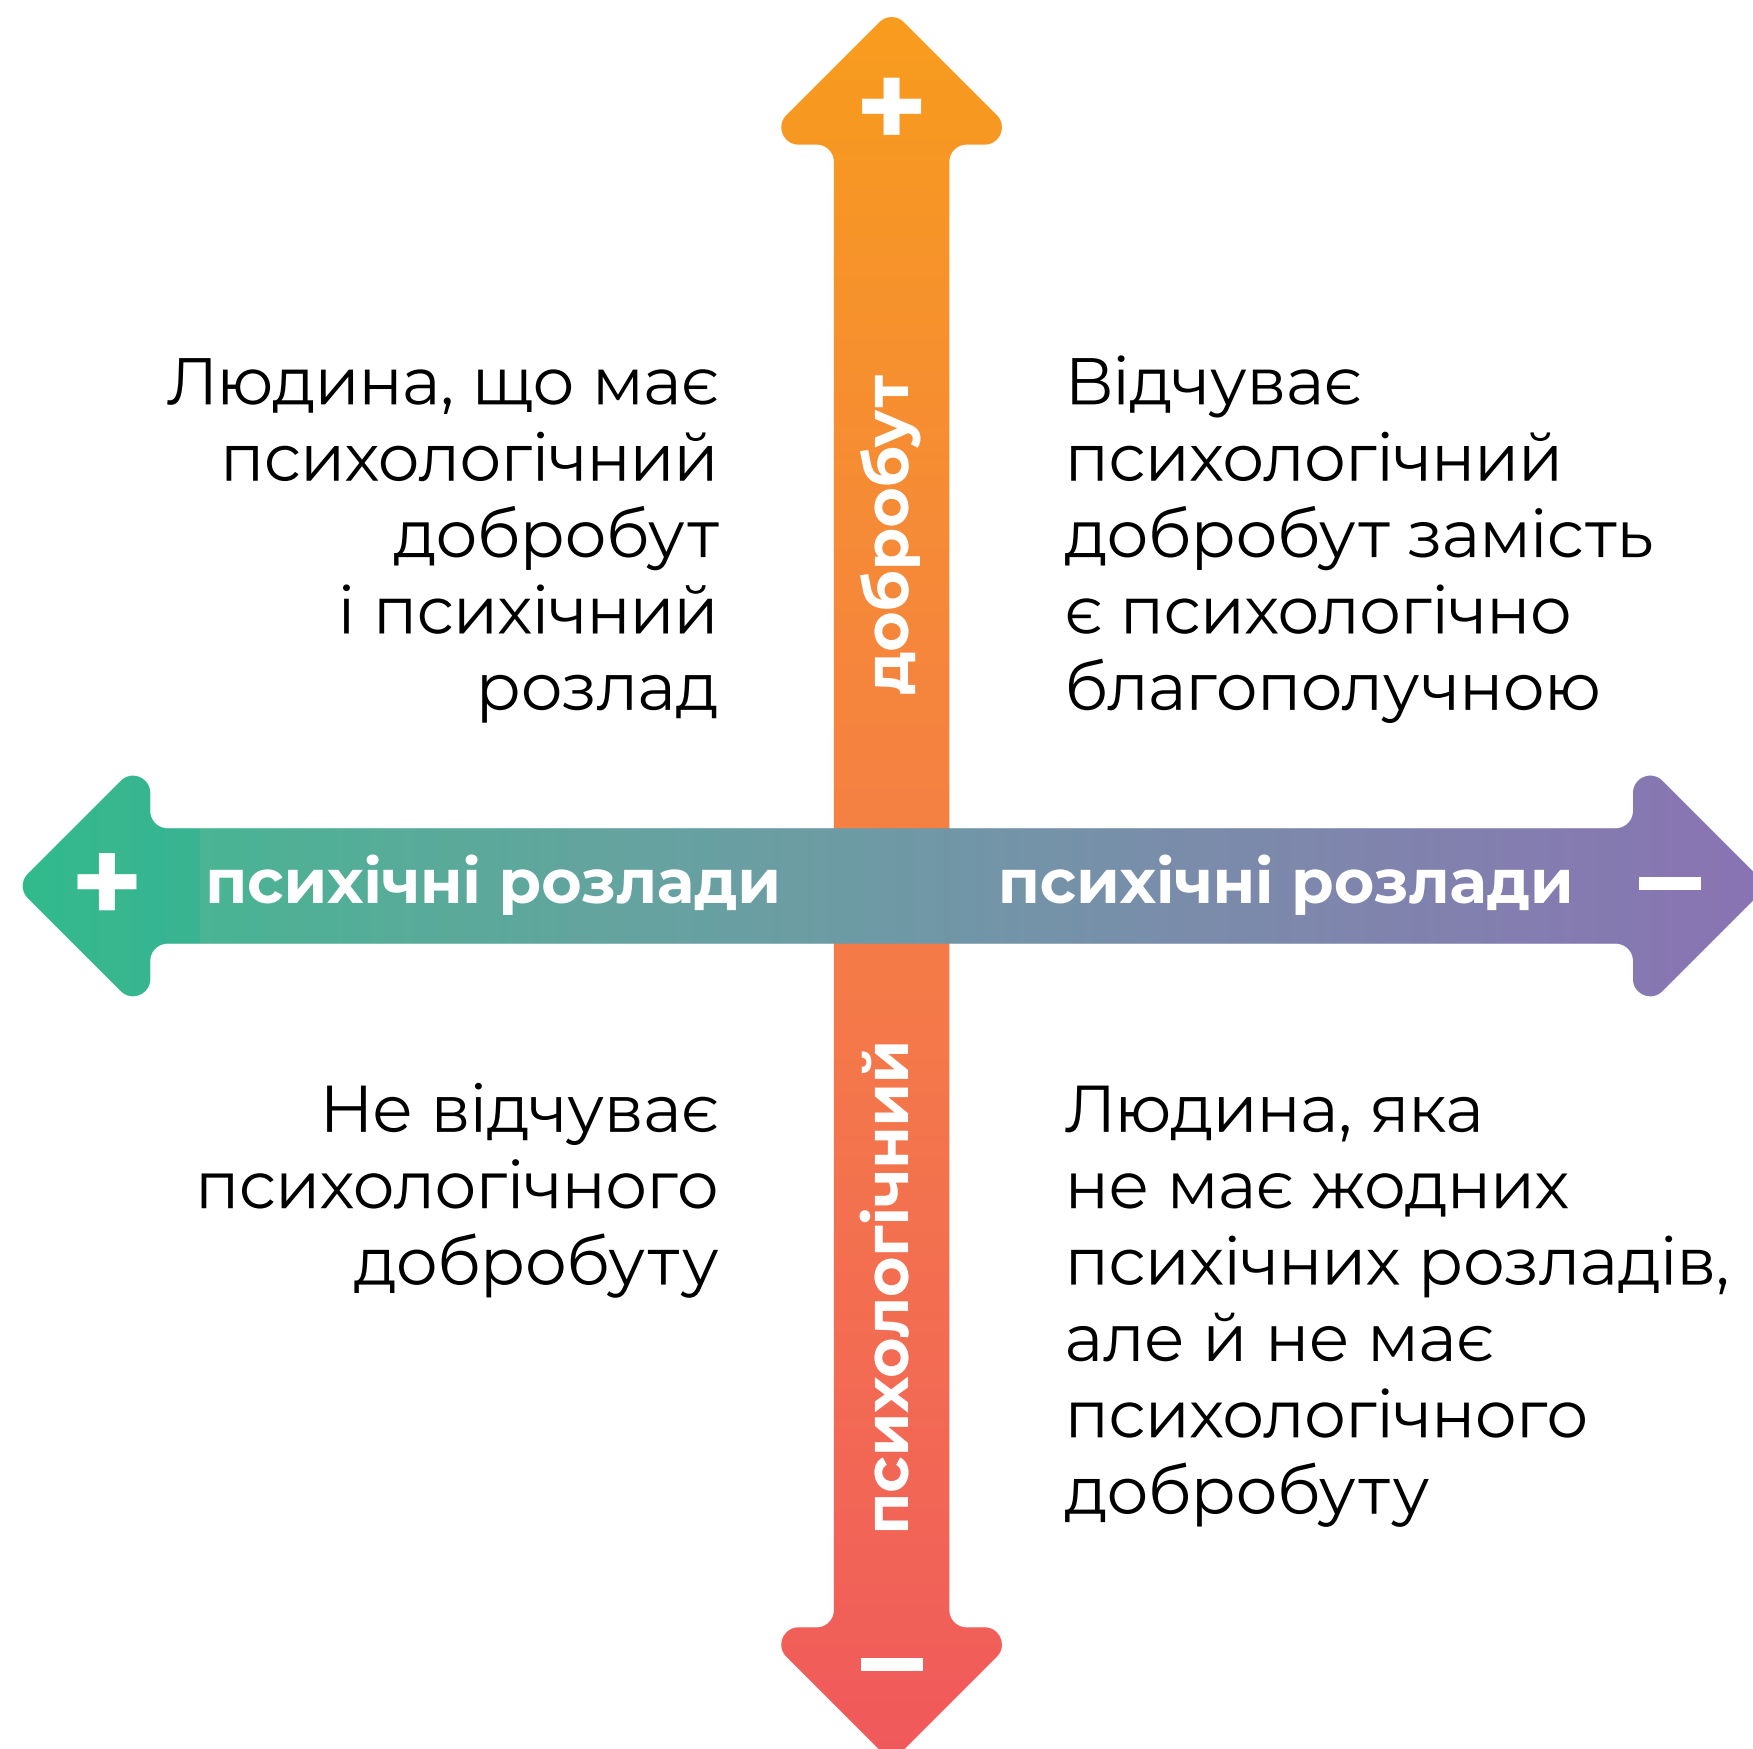 +
Людина, що має
психологічний
добробут
і психічний
розлад
Відчуває
психологічний
добробут замість
є психологічно
благополучною
добробут
+ психічні розлади
психічні розлади –
Не відчуває
психологічного
добробуту
психологічний
Людина, яка
не має жодних
психічних розладів,
але й не має
психологічного
добробуту
–